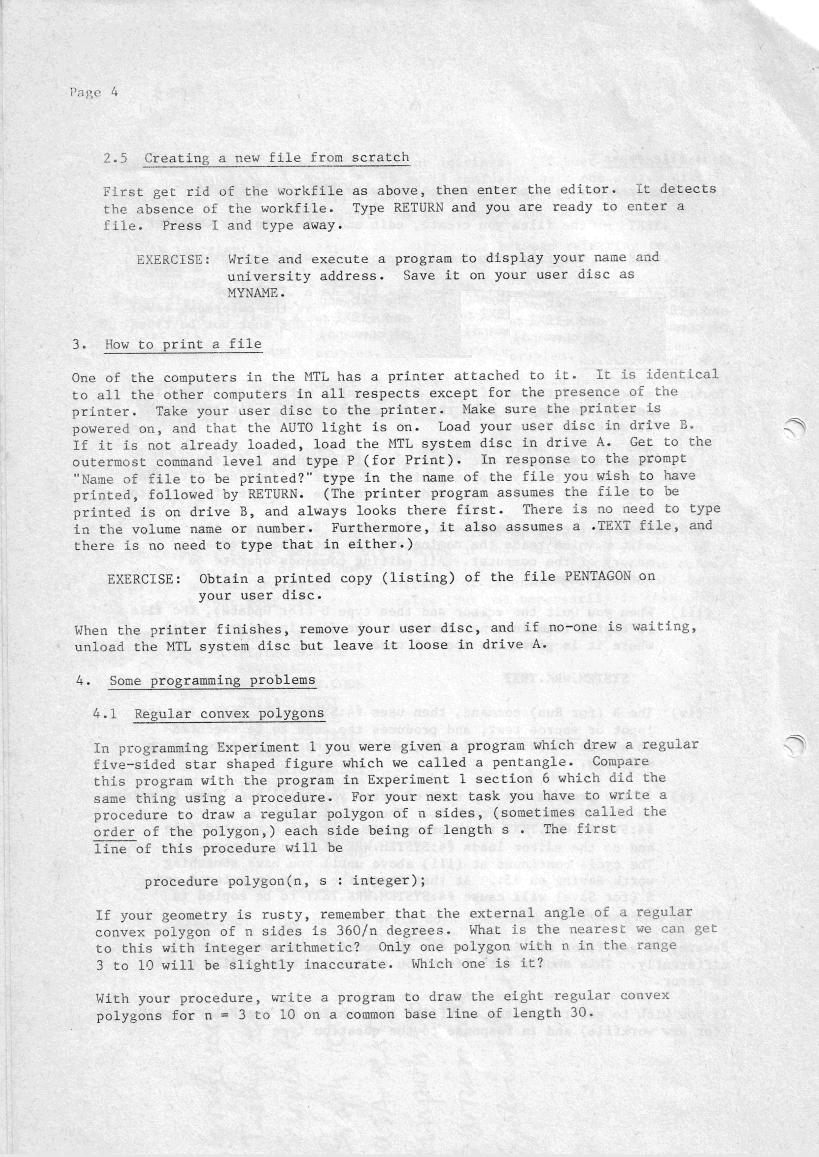 Page 4
2.5 Creating a new file from scratch
First get rid of the workfile as above, then enter the editor. It detects
the absence of the workfile. Type RETURN and you are ready to enter a
file. Press I and type away.
EXERCISE: Write and execute a program to display your name and
university address. Save it on your user disc as
MYNAME.
3. How to print a file
One of the computers in the MTL has a printer attached to it. It is identical
to all the other computers in all respects except for the presence of the
printer. Take your user disc to the printer. Make sure the printer is
powered on, and that the AUTO light is on. Load your user disc in drive B.
If it is not already loaded, load the MTL system disc in drive A. Get to the
outermost command level and type P (for Print). In response to the prompt
"Name of file to be printed?" type in the name of the file you wish to have
printed, followed by RETURN. (The printer program assumes the file to be
printed is on drive B, and always looks there first. There is no need to type
in the volume name or number. Furthermore, it also assumes a .TEXT file, and
there is no need to type that in either.)
EXERCISE: Obtain a printed copy (listing) of the file PENTAGON on
your user disc.
When the printer finishes, remove your user disc, and if no-one is waiting,
unload the MTL system disc but leave it loose in drive A.
4. Some programming problems
4.1 Regular convex polygons
In programming Experiment 1 you were given a program which drew a regular
five-sided star shaped figure which we called a pentangle. Compare
this program with the program in Experiment 1 section 6 which did the
same thing using a procedure. For your next task you have to write a
procedure to draw a regular polygon of n sides, (sometimes called the
order of the polygon,) each side being of length s . The first
line of this procedure will be
procedure polygon(n, s : integer);
If your geometry is rusty, remember that the external angle of a regular
convex polygon of n sides is 360/n degrees. What is the nearest we can get
to this with integer arithmetic? Only one polygon with n in the range
3 to 10 will be slightly inaccurate. Which one is it?
With your procedure, write a program to draw the eight regular convex
polygons for n = 3 to 10 on a common base line of length 30.